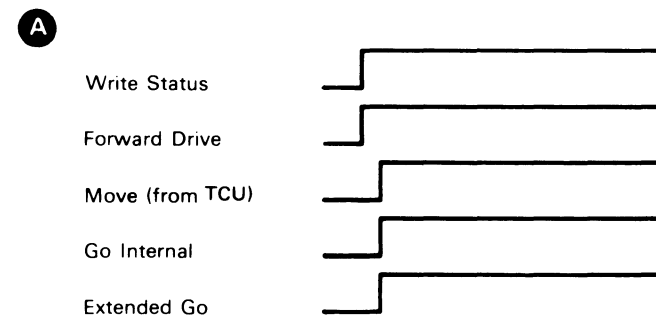 A
Write Status
Forward Drive
Move (from TCU)
Go Internal
Extended Go